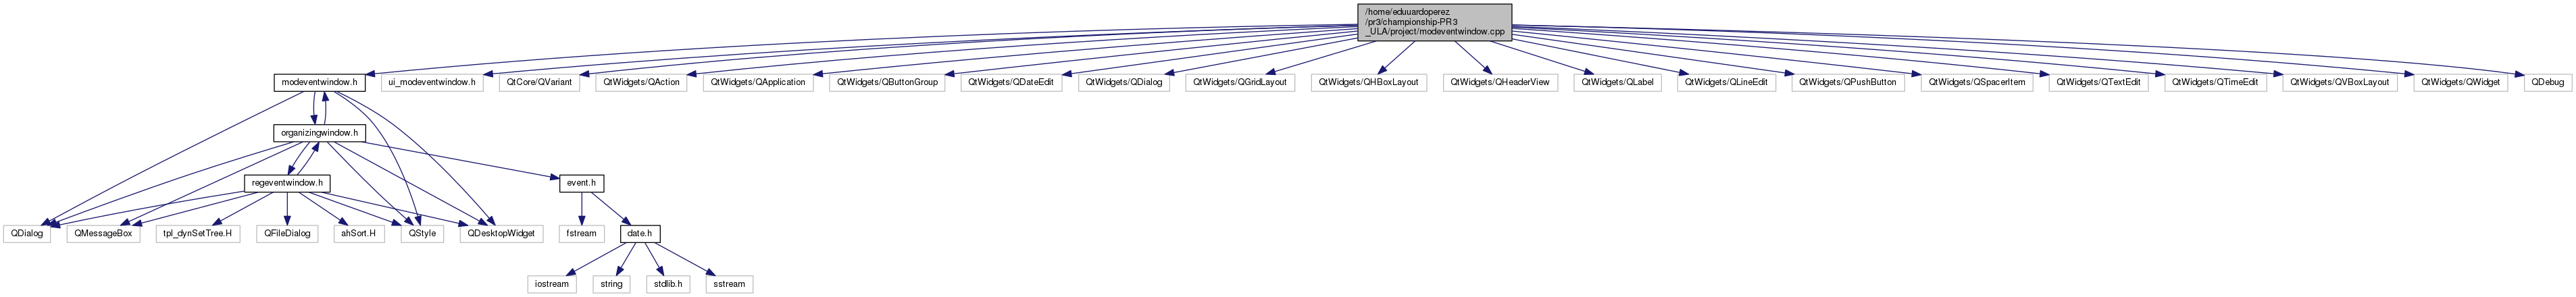 /home/eduuardoperez
/pr3/championship-PR3
_ULA/project/modeventwindow.cpp
modeventwindow.h
ui_modeventwindow.h
QtCore/QVariant
QtWidgets/QAction
QtWidgets/QApplication
QtWidgets/QButtonGroup
QtWidgets/QDateEdit
QtWidgets/QDialog
QtWidgets/QGridLayout
QtWidgets/QHBoxLayout
QtWidgets/QHeaderView
QtWidgets/QLabel
QtWidgets/QLineEdit
QtWidgets/QPushButton
QtWidgets/QSpacerItem
QtWidgets/QTextEdit
QtWidgets/QTimeEdit
QtWidgets/QVBoxLayout
QtWidgets/QWidget
QDebug
organizingwindow.h
regeventwindow.h
event.h
QDialog
QMessageBox
tpl_dynSetTree.H
QFileDialog
ahSort.H
QStyle
QDesktopWidget
fstream
date.h
iostream
string
stdlib.h
sstream